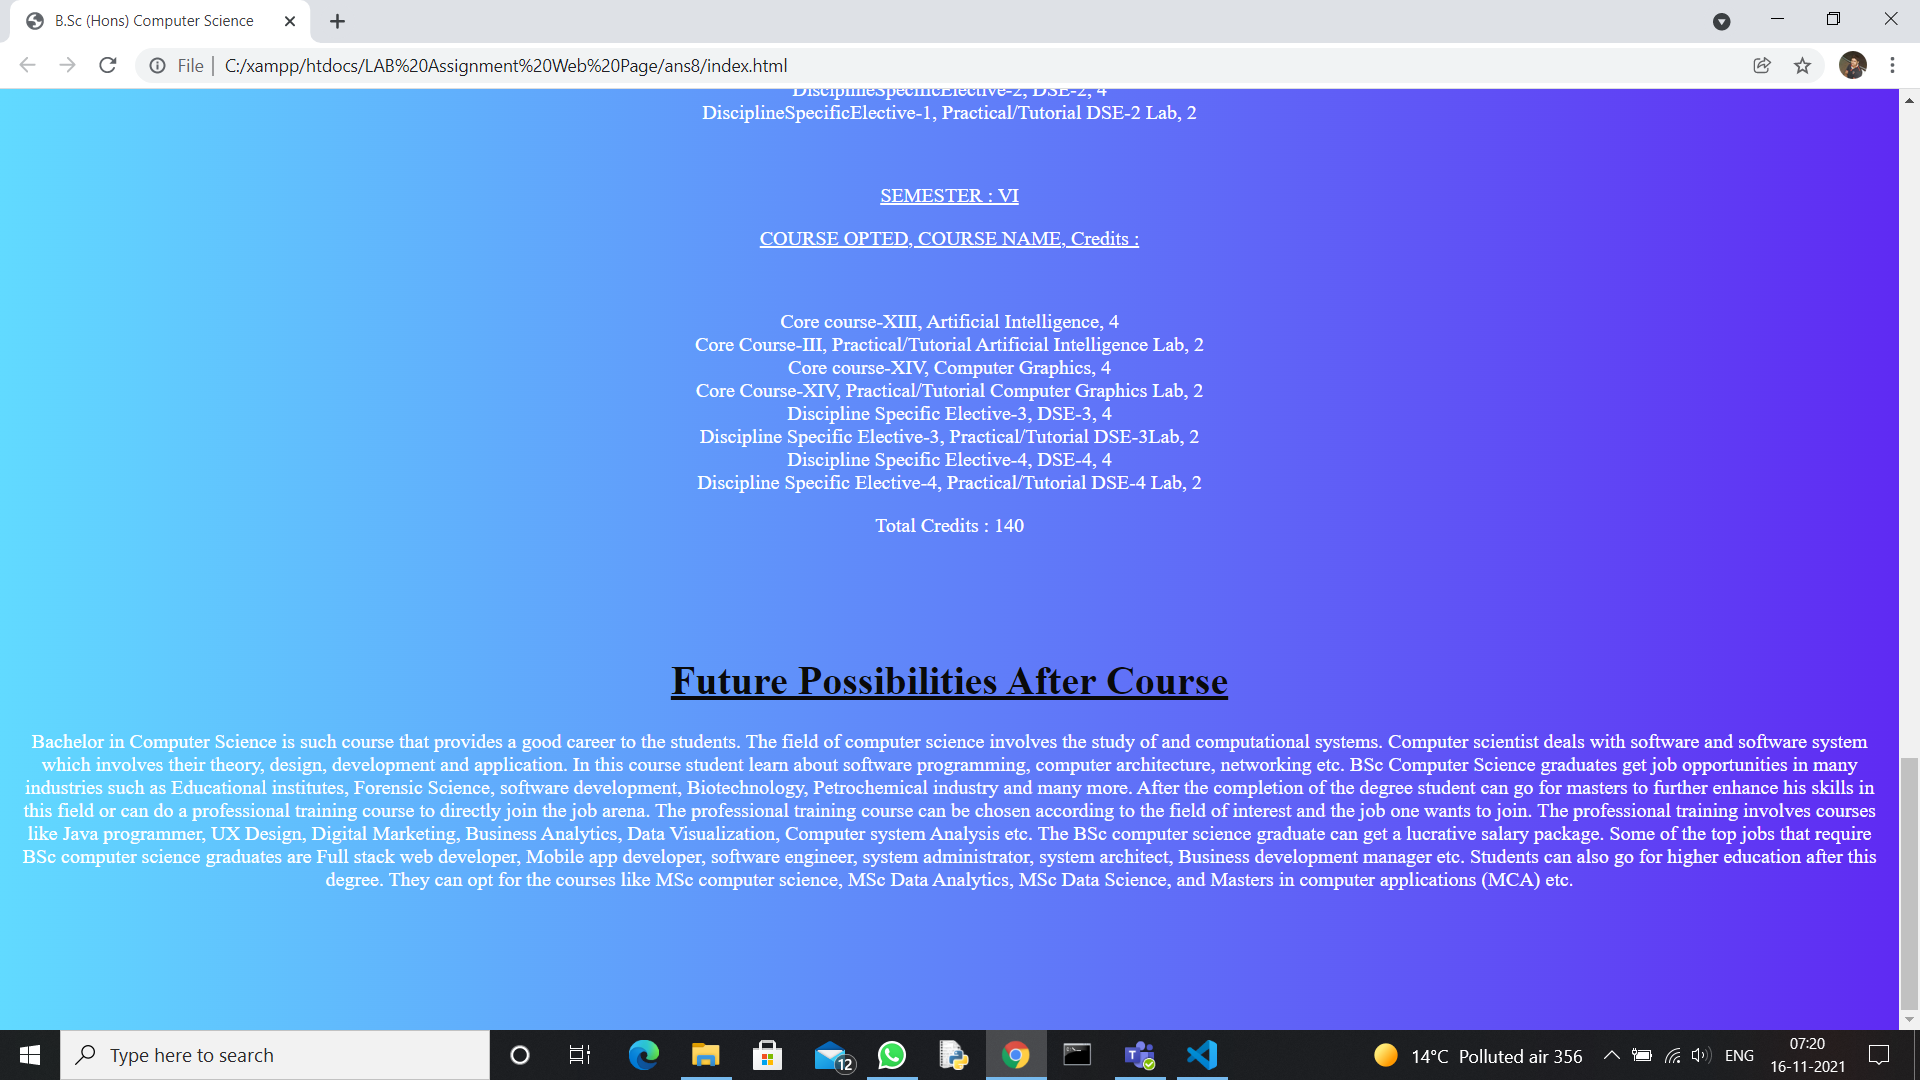 B.Sc (Hons) Computer Science
File | C:/xampp/htdocs/LAB%20Assignment%20Web%20Page/ans8/index.html
DisciplineSpecificElective-2, DSE-2, 4
DisciplineSpecificElective-1, Practical/Tutorial DSE-2 Lab, 2
SEMESTER : VI
COURSE OPTED, COURSE NAME, Credits :
Core course-XIII, Artificial Intelligence, 4
Core Course-III, Practical/Tutorial Artificial Intelligence Lab, 2
Core course-XIV, Computer Graphics, 4
Core Course-XIV, Practical/Tutorial Computer Graphics Lab, 2
Discipline Specific Elective-3, DSE-3, 4
Discipline Specific Elective-3, Practical/Tutorial DSE-3Lab, 2
Discipline Specific Elective-4, DSE-4, 4
Discipline Specific Elective-4, Practical/Tutorial DSE-4 Lab, 2
Total Credits : 140
Future Possibilities After Course
Bachelor in Computer Science is such course that provides a good career to the students. The field of computer science involves the study of and computational systems. Computer scientist deals with software and software system
which involves their theory, design, development and application. In this course student learn about software programming, computer architecture, networking etc. BSc Computer Science graduates get job opportunities in many
industries such as Educational institutes, Forensic Science, software development, Biotechnology, Petrochemical industry and many more. After the completion of the degree student can go for masters to further enhance his skills in
this field or can do a professional training course to directly join the job arena. The professional training course can be chosen according to the field of interest and the job one wants to join. The professional training involves courses
like Java programmer, UX Design, Digital Marketing, Business Analytics, Data Visualization, Computer system Analysis etc. The BSc computer science graduate can get a lucrative salary package. Some of the top jobs that require
BSc computer science graduates are Full stack web developer, Mobile app developer, software engineer, system administrator, system architect, Business development manager etc. Students can also go for higher education after this
degree. They can opt for the courses like MSc computer science, MSc Data Analytics, MSc Data Science, and Masters in computer applications (MCA) etc.
Type here to search
12
14°C Polluted air 356
ENG
07:20
16-11-2021